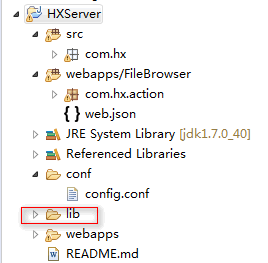 HXServer
src
com.hx
webapps/FileBrowser
com.hx.action
web.json
JRE System Library [jdk1.7.0_40]
Referenced Libraries
conf
config.conf
lib
webapps
README.md